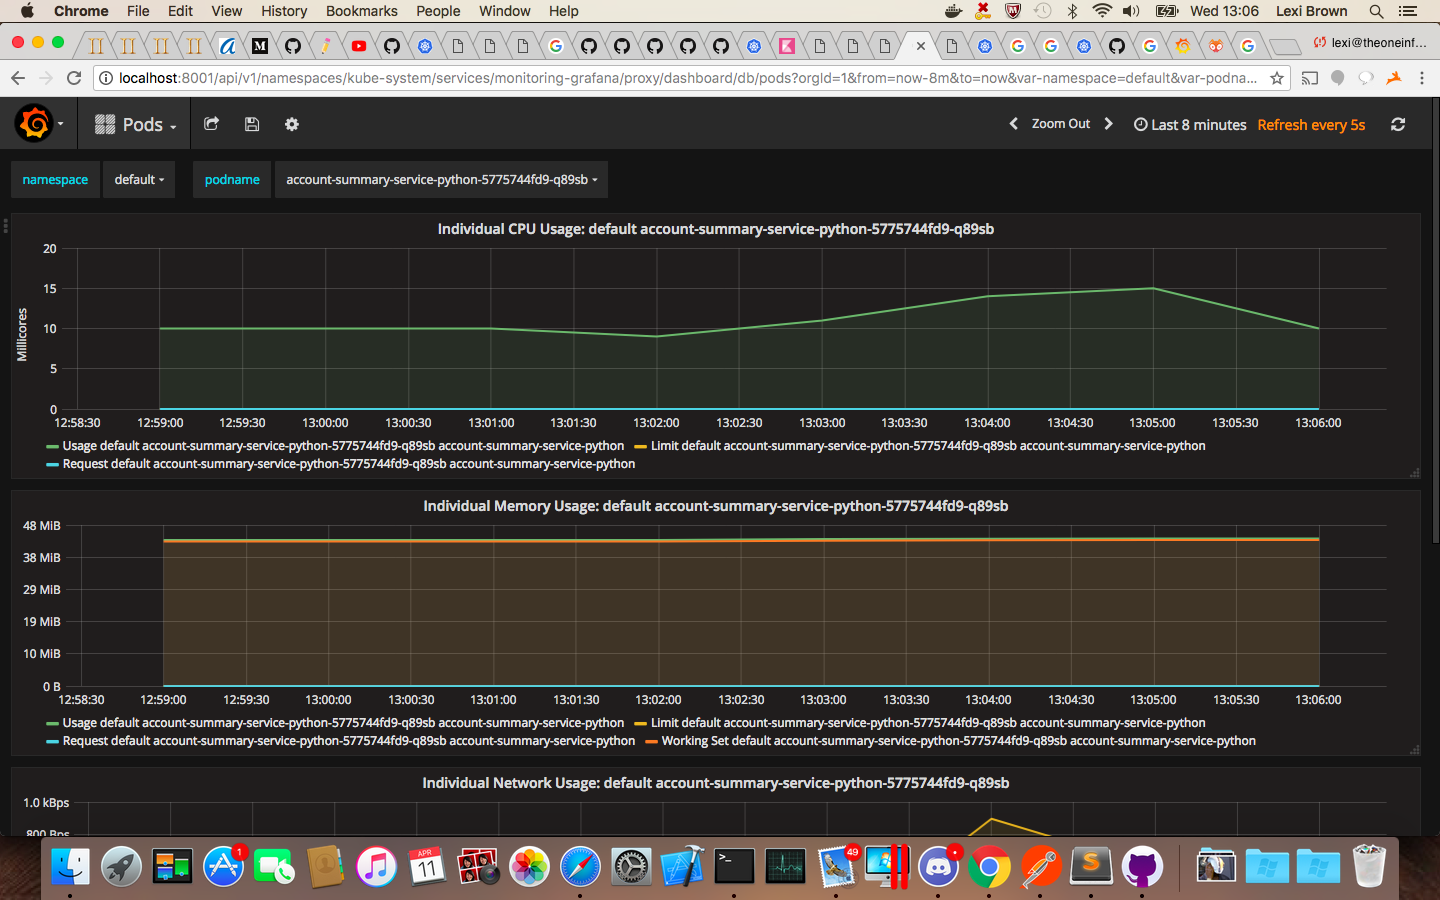 Chrome File Edit View History Bookmarks People Window Help Wed 13:06 Lexi Brown
lexi@theoneinf...
localhost:8001/api/v1/namespaces/kube-system/services/monitoring-grafana/proxy/dashboard/db/pods?orgId=1&from=now-8m&to=now&var-namespace=default&var-podna...
Pods Zoom Out Last 8 minutes Refresh every 5s
namespace default podname account-summary-service-python-5775744fd9-q89sb
Individual CPU Usage: default account-summary-service-python-5775744fd9-q89sb
20
15
10
5
0
Millicores
12:58:30 12:59:00 12:59:30 13:00:00 13:00:30 13:01:00 13:01:30 13:02:00 13:02:30 13:03:00 13:03:30 13:04:00 13:04:30 13:05:00 13:05:30 13:06:00
Usage default account-summary-service-python-5775744fd9-q89sb account-summary-service-python Limit default account-summary-service-python-5775744fd9-q89sb account-summary-service-python
Request default account-summary-service-python-5775744fd9-q89sb account-summary-service-python
Individual Memory Usage: default account-summary-service-python-5775744fd9-q89sb
48 MiB
38 MiB
29 MiB
19 MiB
10 MiB
0 B
12:58:30 12:59:00 12:59:30 13:00:00 13:00:30 13:01:00 13:01:30 13:02:00 13:02:30 13:03:00 13:03:30 13:04:00 13:04:30 13:05:00 13:05:30 13:06:00
Usage default account-summary-service-python-5775744fd9-q89sb account-summary-service-python Limit default account-summary-service-python-5775744fd9-q89sb account-summary-service-python
Request default account-summary-service-python-5775744fd9-q89sb account-summary-service-python Working Set default account-summary-service-python-5775744fd9-q89sb account-summary-service-python
Individual Network Usage: default account-summary-service-python-5775744fd9-q89sb
1.0 kBps
800 Bps
1
APR
11
49